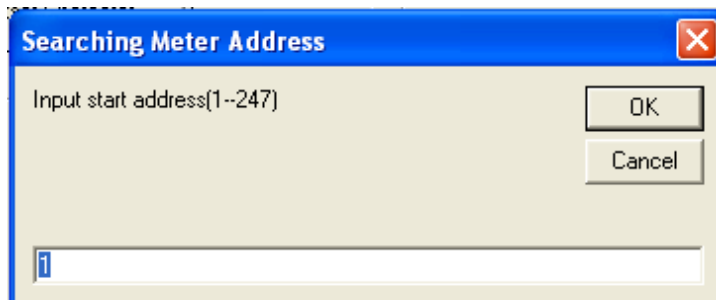 Searching Meter Address
Input start address(1--247)
OK
Cancel
1